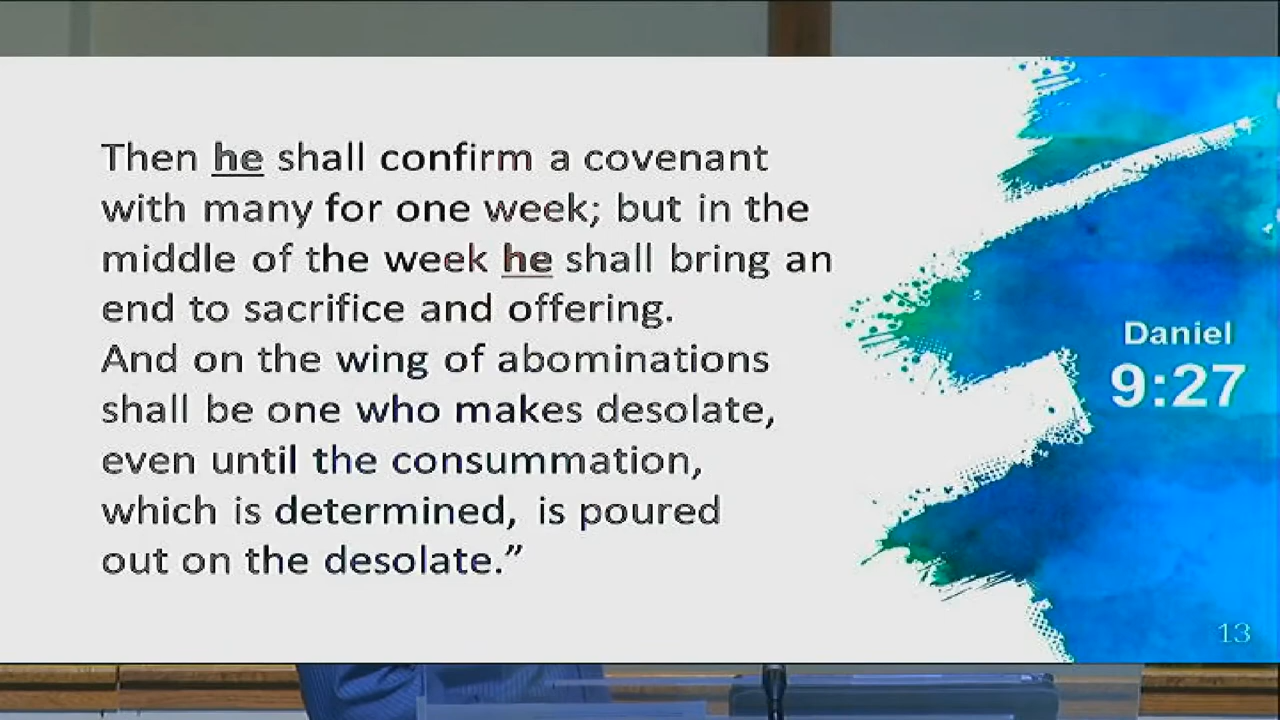 Then he shall confirm a covenant
with many for one week; but in the
middle of the week he shall bring an
end to sacrifice and offering.
And on the wing of abominations
shall be one who makes desolate,
even until the consummation,
which is determined, is poured
out on the desolate.”
Daniel
9:27
13